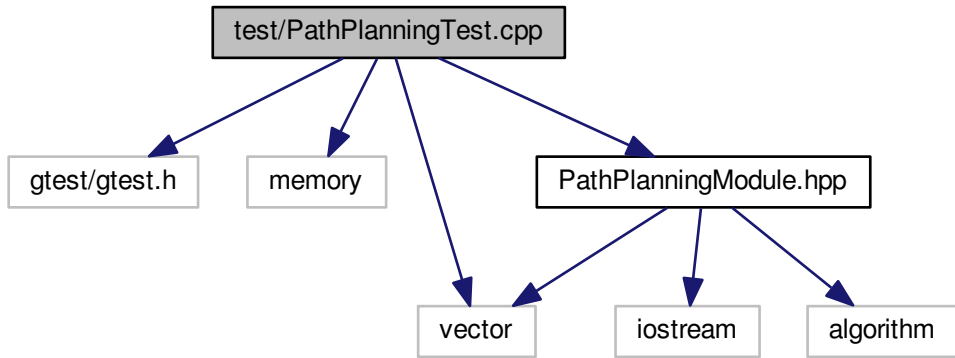 test/PathPlanningTest.cpp
gtest/gtest.h
memory
PathPlanningModule.hpp
vector
iostream
algorithm